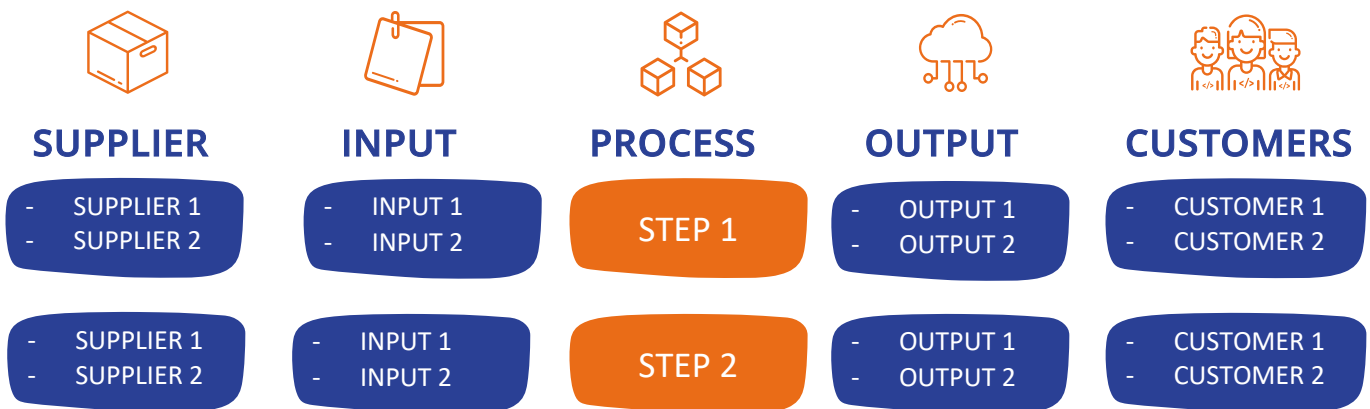 SUPPLIER INPUT PROCESS OUTPUT CUSTOMERS
- SUPPLIER 1
- SUPPLIER 2
- INPUT 1
- INPUT 2
STEP 1
- OUTPUT 1
- OUTPUT 2
- CUSTOMER 1
- CUSTOMER 2
- SUPPLIER 1
- SUPPLIER 2
- INPUT 1
- INPUT 2
STEP 2
- OUTPUT 1
- OUTPUT 2
- CUSTOMER 1
- CUSTOMER 2